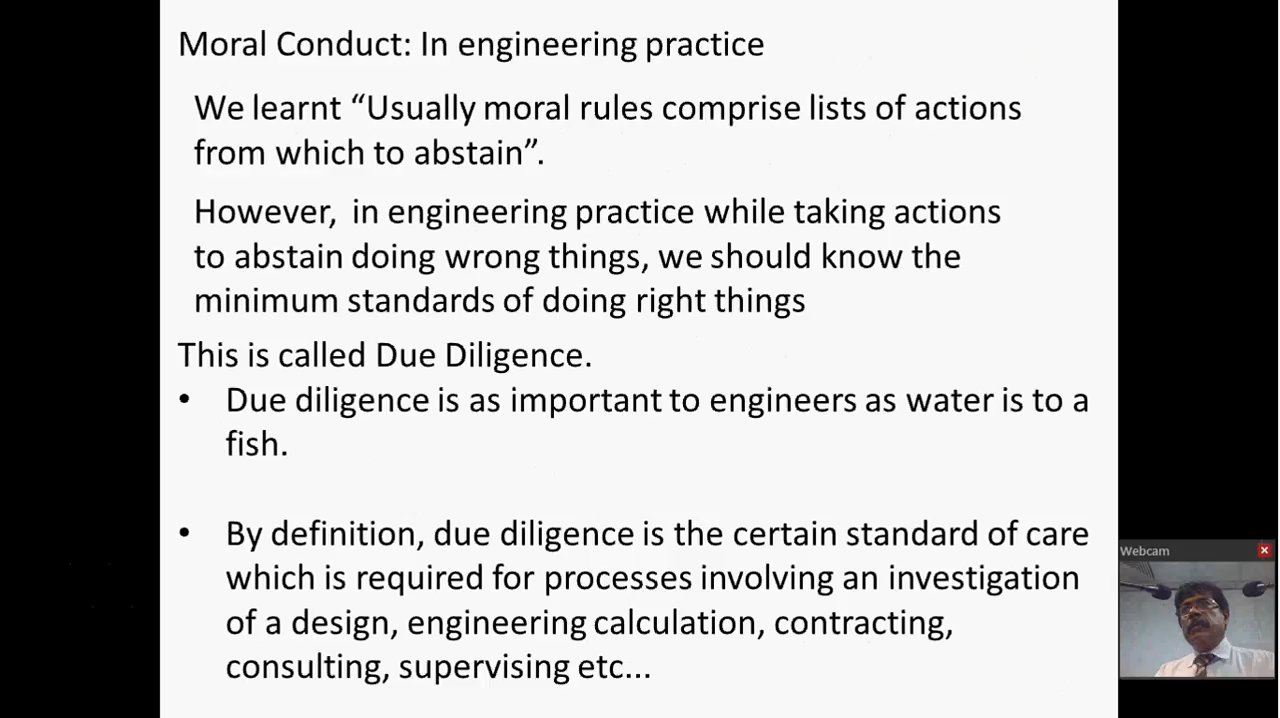 Moral Conduct: In engineering practice
We learnt “Usually moral rules comprise lists of actions
from which to abstain”.
However, in engineering practice while taking actions
to abstain doing wrong things, we should know the
minimum standards of doing right things
This is called Due Diligence.
• Due diligence is as important to engineers as water is to a
fish.
• By definition, due diligence is the certain standard of care
which is required for processes involving an investigation
of a design, engineering calculation, contracting,
consulting, supervising etc...
Webcam